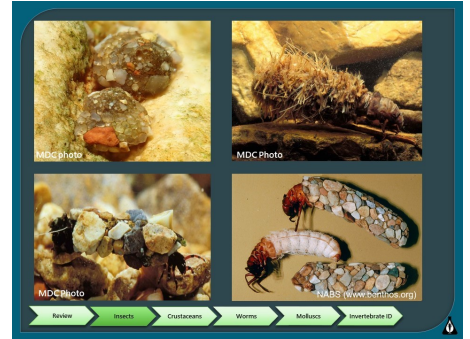 MDC photo
MDC Photo
MDC Photo
NABS (www.benthos.org)
Review
Insects
Crustaceans
Worms
Molluscs
Invertebrate ID